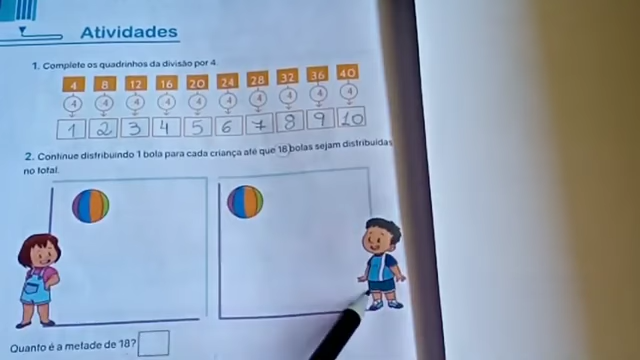 Atividades
1. Complete os quadrinhos da divisão por 4.
4 8 12 16 20 24 28 32 36 40
4 4 4 4 4 4 4 4 4 4
1 2 3 4 5 6 7 8 9 10
2. Continue distribuindo 1 bola para cada criança até que 18 bolas sejam distribuídas
no total.
Quanto é a metade de 18?